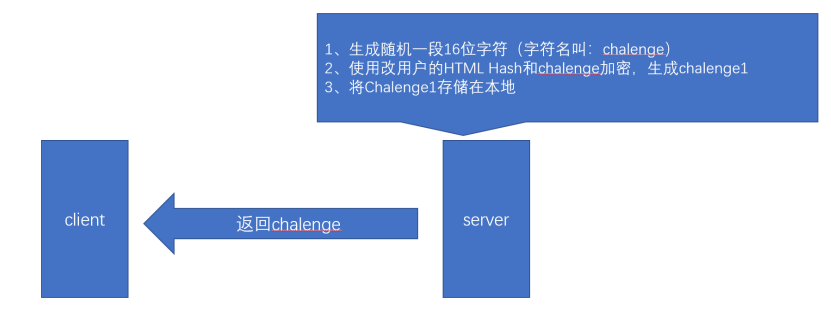 1、生成随机一段16位字符（字符名叫：chalenge）
2、使用改用户的HTML Hash和chalenge加密，生成chalenge1
3、将Chalenge1存储在本地
client
返回chalenge
server